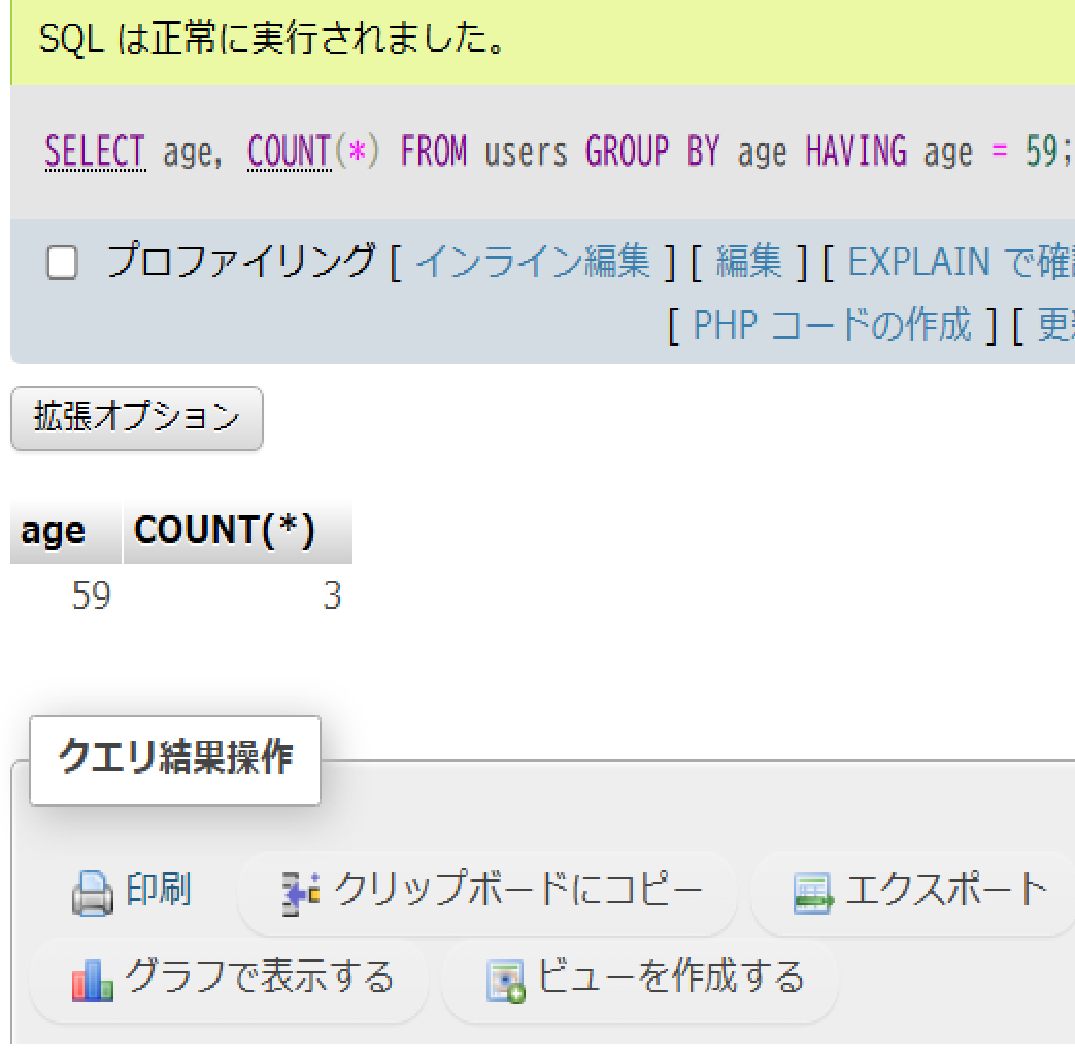 SQL は正常に実行されました。
SELECT age, COUNT(*) FROM users GROUP BY age HAVING age = 59;
プロファイリング [ インライン編集 ] [ 編集 ] [ EXPLAIN で確
[ PHP コードの作成 ] [ 更
拡張オプション
age COUNT(*)
59 3
クエリ結果操作
印刷 クリップボードにコピー エクスポート
グラフで表示する ビューを作成する